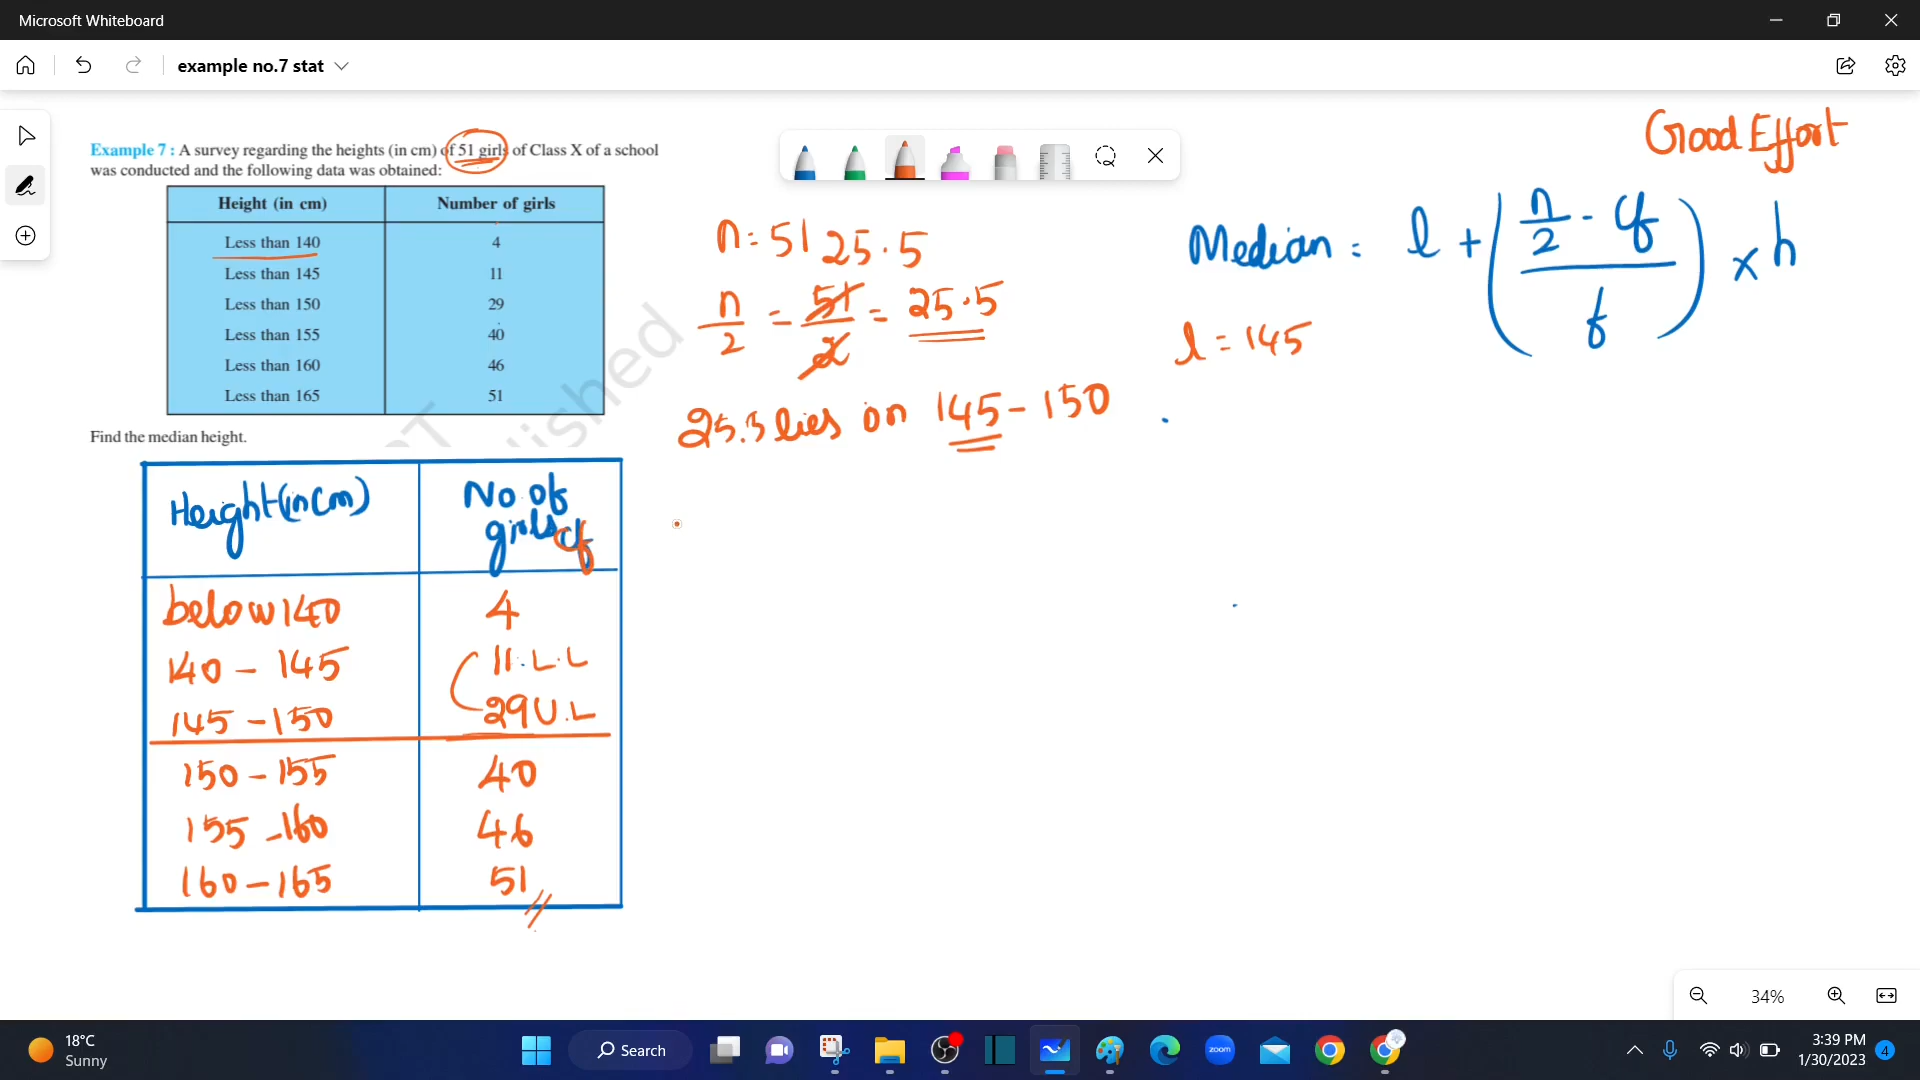 Microsoft Whiteboard
example no.7 stat
Good Effort
Example 7 : A survey regarding the heights (in cm) of 51 girls of Class X of a school
was conducted and the following data was obtained:
Height (in cm) Number of girls
Less than 140 4
Less than 145 11
Less than 150 29
Less than 155 40
Less than 160 46
Less than 165 51
Find the median height.
n = 51 25.5
n/2 = 51/2 = 25.5
25.5 lies on 145 - 150
Median = l + ( (n/2 - cf) / f ) x h
l = 145
Height (in cm) No of girls cf
below 140 4
140 - 145 11. L.L
145 - 150 29 U.L
150 - 155 40
155 - 160 46
160 - 165 51
34%
18°C
Sunny
Search
zoom
3:39 PM
1/30/2023
4